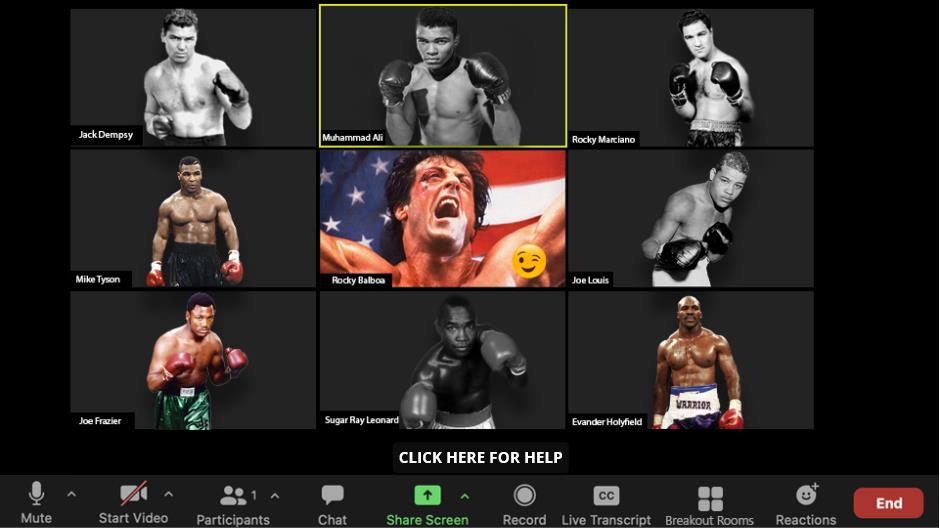 Jack Dempsy
Muhammad Ali
Rocky Marciano
Mike Tyson
Rocky Balboa
Joe Louis
Joe Frazier
Sugar Ray Leonard
WARRIOR
Evander Holyfield
CLICK HERE FOR HELP
Mute
Start Video
Participants 1
Chat
Share Screen
Record
CC
Live Transcript
Breakout Rooms
Reactions
End